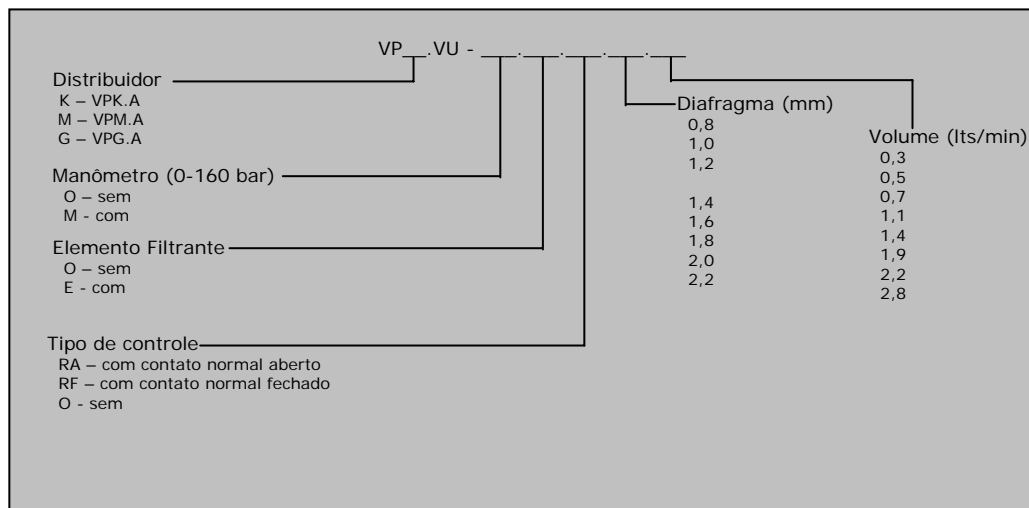 VP__.VU - ___.___.___.___.___
Distribuidor
K – VPK.A
M – VPM.A
G – VPG.A
Manômetro (0-160 bar)
O – sem
M - com
Elemento Filtrante
O – sem
E - com
Tipo de controle
RA – com contato normal aberto
RF – com contato normal fechado
O - sem
Diafragma (mm)
0,8
1,0
1,2
1,4
1,6
1,8
2,0
2,2
Volume (lts/min)
0,3
0,5
0,7
1,1
1,4
1,9
2,2
2,8